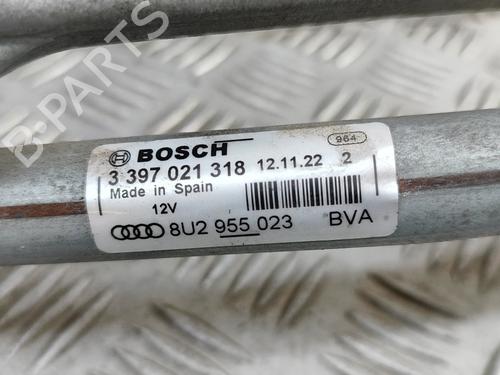 B-PARTS
964
BOSCH
3 397 021 318 12.11.22 2
Made in Spain
12V
8U2 955 023 BVA